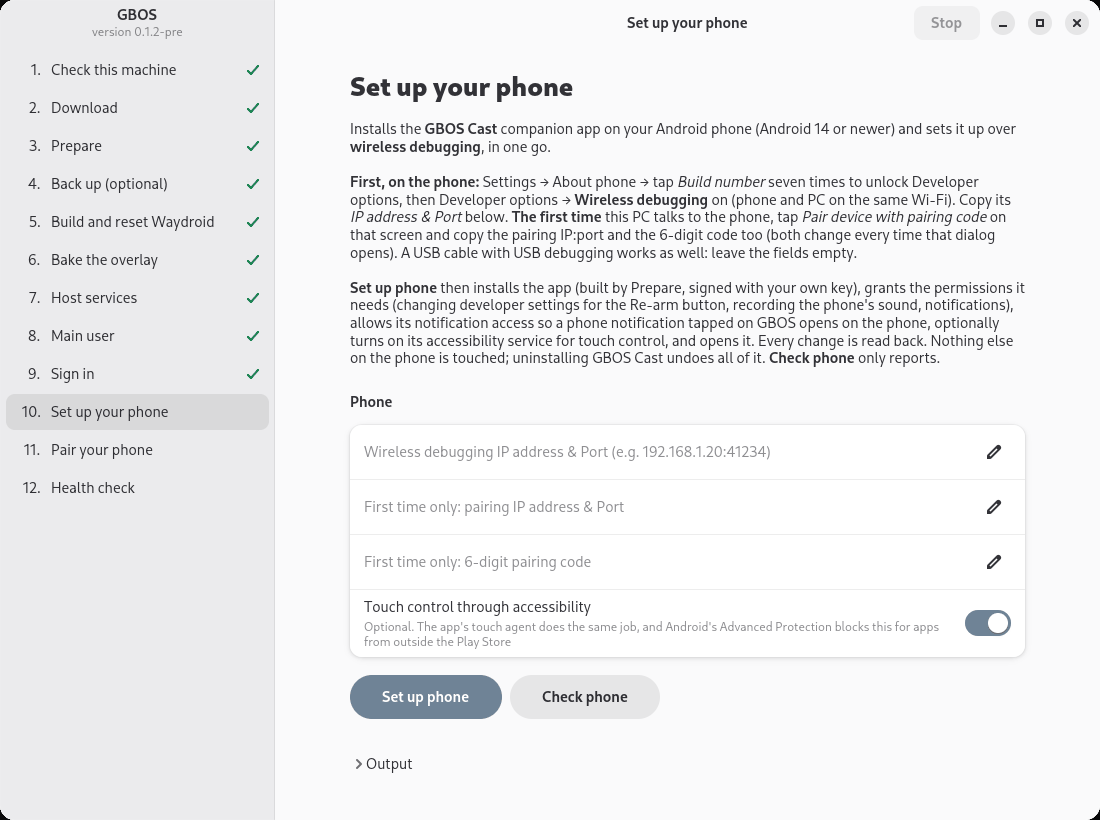 GBOS
version 0.1.2-pre
1. Check this machine
2. Download
3. Prepare
4. Back up (optional)
5. Build and reset Waydroid
6. Bake the overlay
7. Host services
8. Main user
9. Sign in
10. Set up your phone
11. Pair your phone
12. Health check
Set up your phone
Stop
Set up your phone
Installs the GBOS Cast companion app on your Android phone (Android 14 or newer) and sets it up over
wireless debugging, in one go.
First, on the phone: Settings → About phone → tap Build number seven times to unlock Developer
options, then Developer options → Wireless debugging on (phone and PC on the same Wi-Fi). Copy its
IP address & Port below. The first time this PC talks to the phone, tap Pair device with pairing code on
that screen and copy the pairing IP:port and the 6-digit code too (both change every time that dialog
opens). A USB cable with USB debugging works as well: leave the fields empty.
Set up phone then installs the app (built by Prepare, signed with your own key), grants the permissions it
needs (changing developer settings for the Re-arm button, recording the phone's sound, notifications),
allows its notification access so a phone notification tapped on GBOS opens on the phone, optionally
turns on its accessibility service for touch control, and opens it. Every change is read back. Nothing else
on the phone is touched; uninstalling GBOS Cast undoes all of it. Check phone only reports.
Phone
Wireless debugging IP address & Port (e.g. 192.168.1.20:41234)
First time only: pairing IP address & Port
First time only: 6-digit pairing code
Touch control through accessibility
Optional. The app's touch agent does the same job, and Android's Advanced Protection blocks this for apps
from outside the Play Store
Set up phone
Check phone
Output